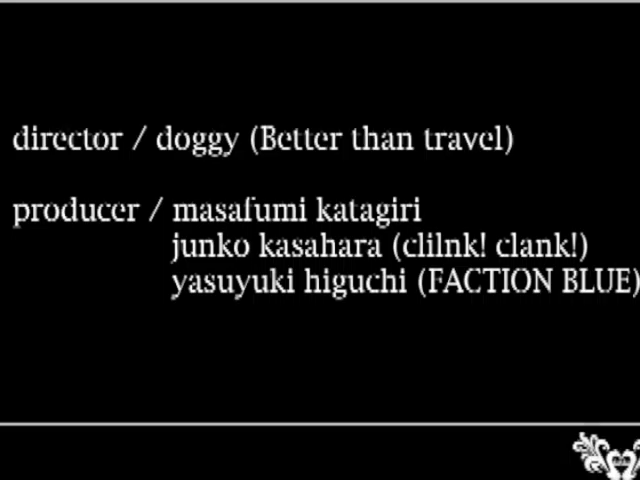 director / doggy (Better than travel)
producer / masafumi katagiri
junko kasahara (clilnk! clank!)
yasuyuki higuchi (FACTION BLUE)